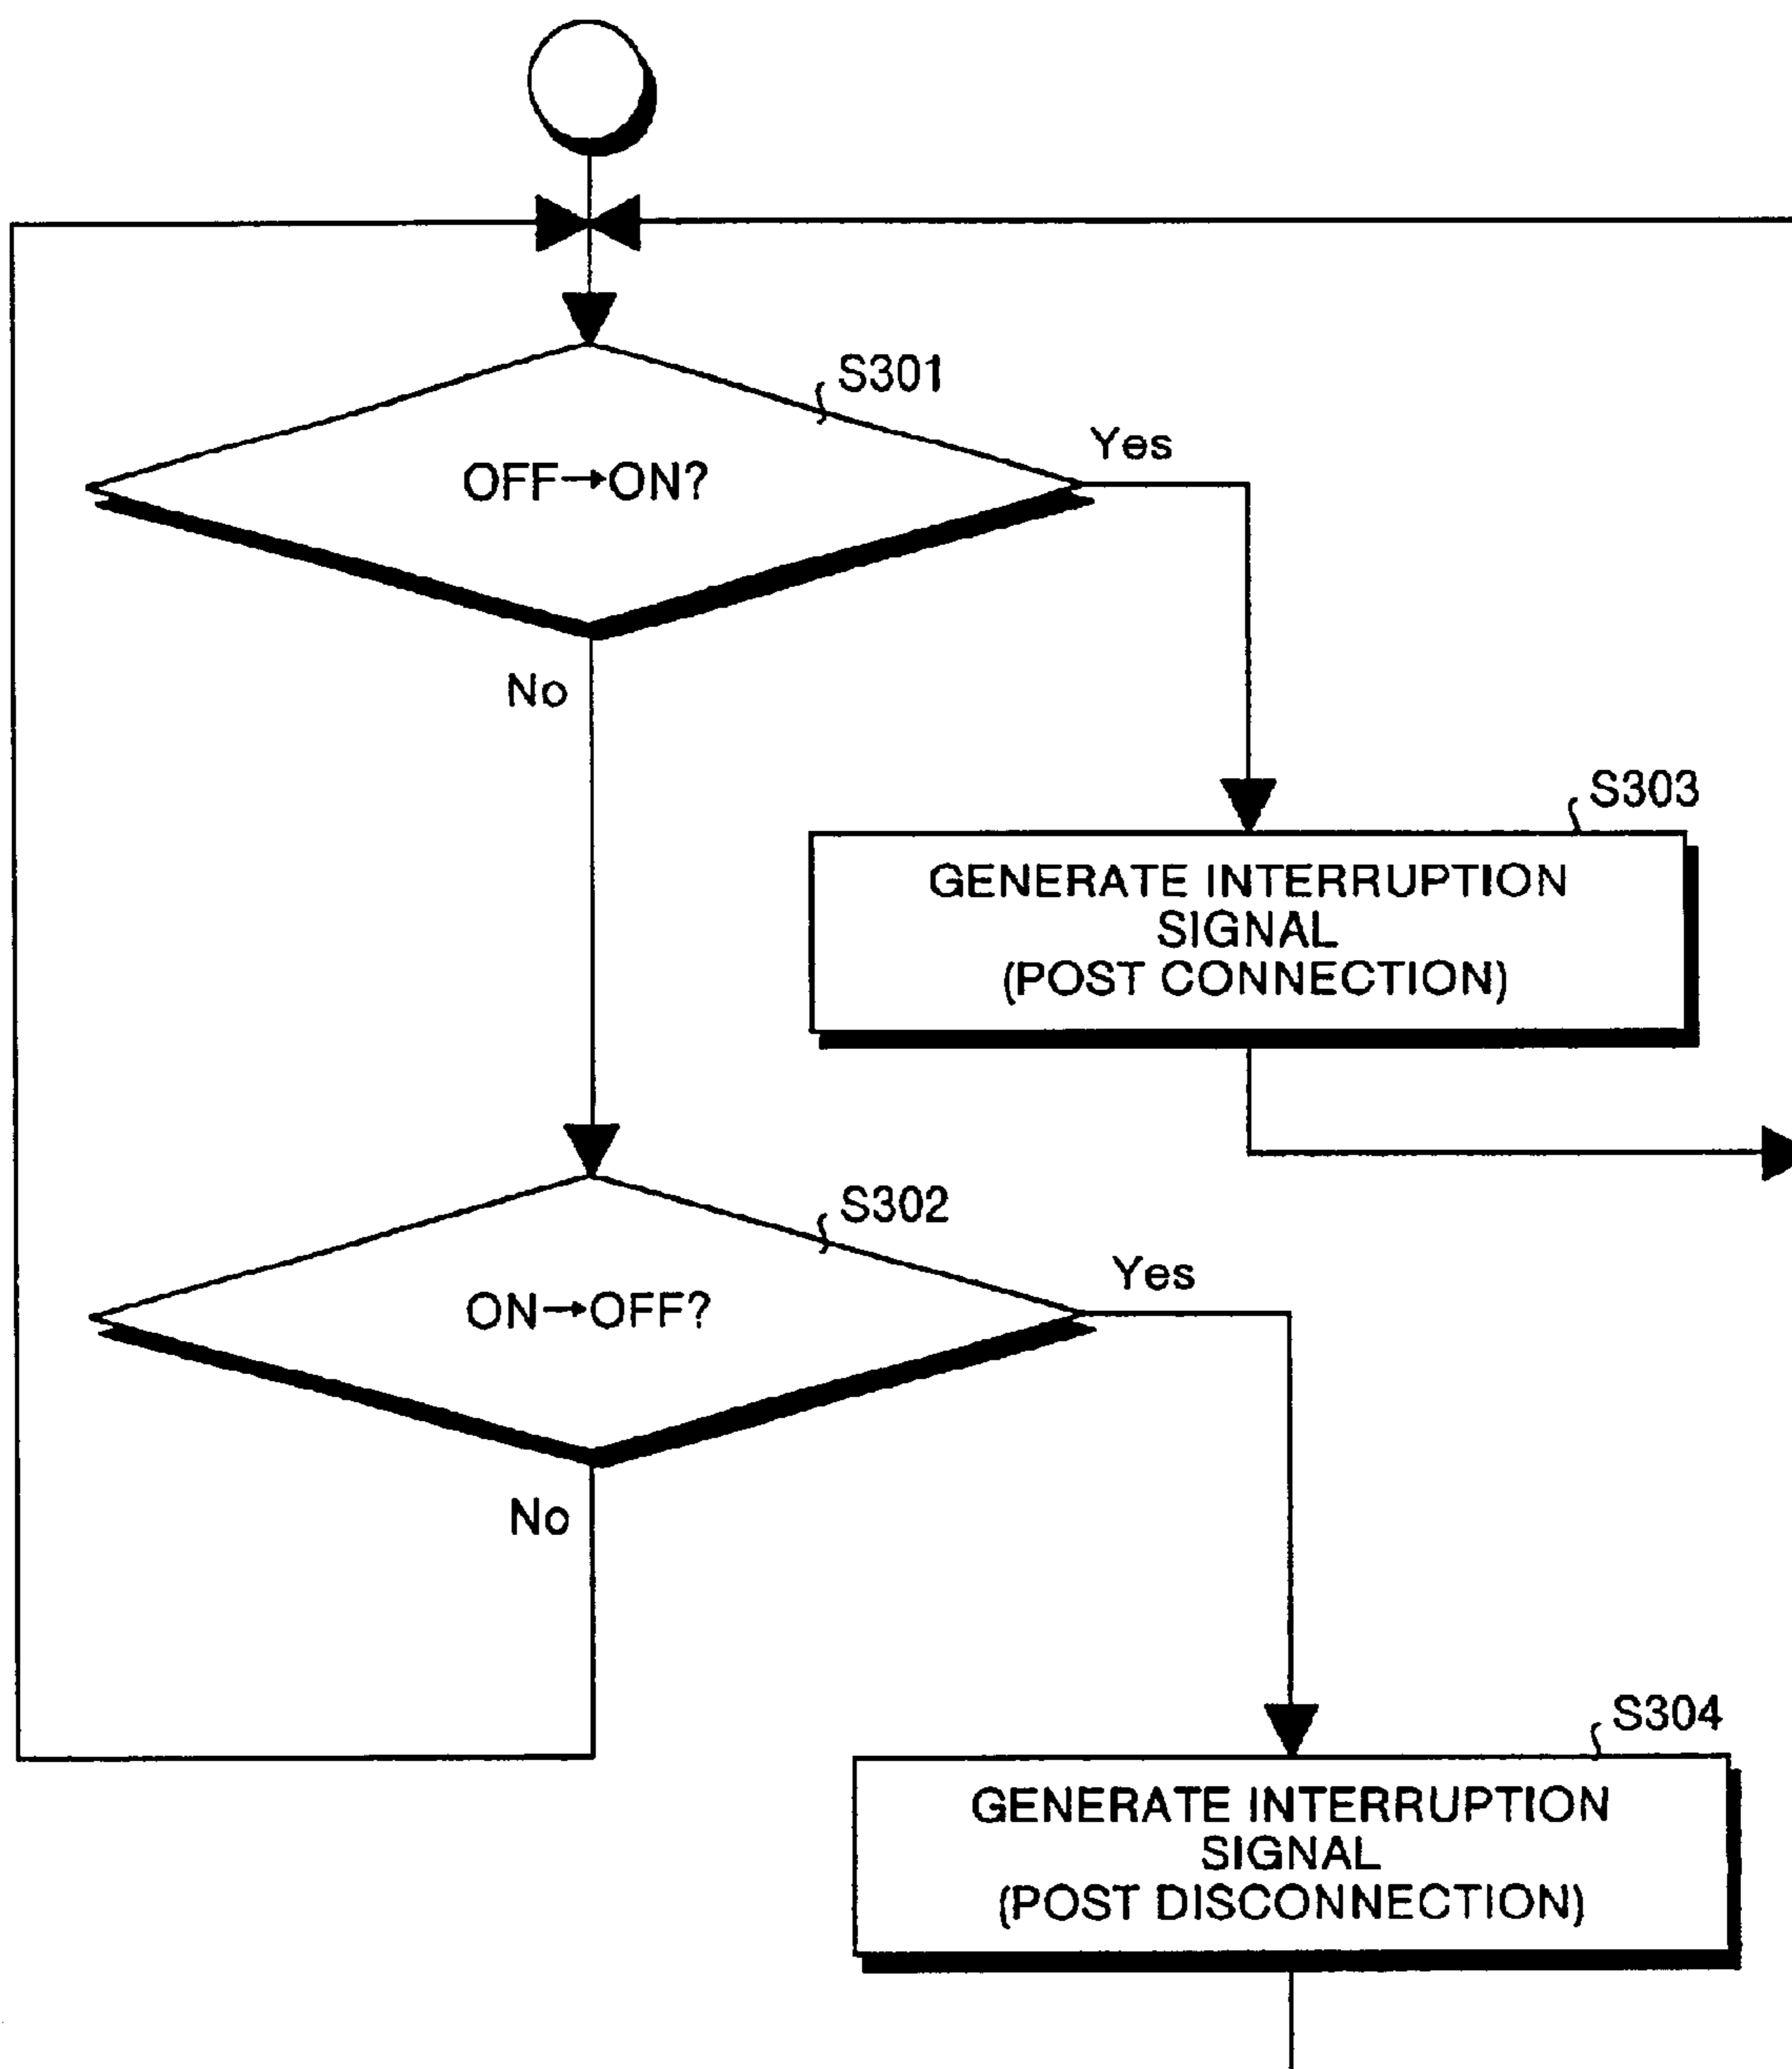 S301
Yes
OFF→ON?
No
S303
GENERATE INTERRUPTION
SIGNAL
(POST CONNECTION)
S302
Yes
ON→OFF?
No
S304
GENERATE INTERRUPTION
SIGNAL
(POST DISCONNECTION)